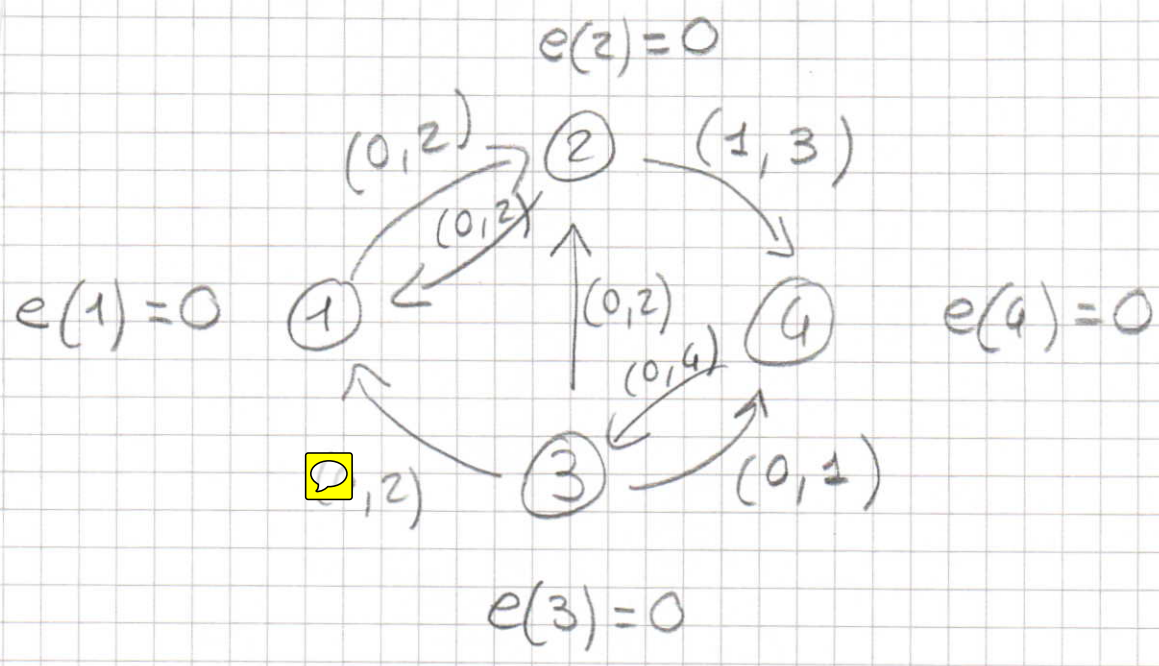 e(2)=0
(0,2)
2
(1,3)
(0,2)
e(1)=0
1
(0,2)
4
e(4)=0
(0,4)
,2)
3
(0,1)
e(3)=0